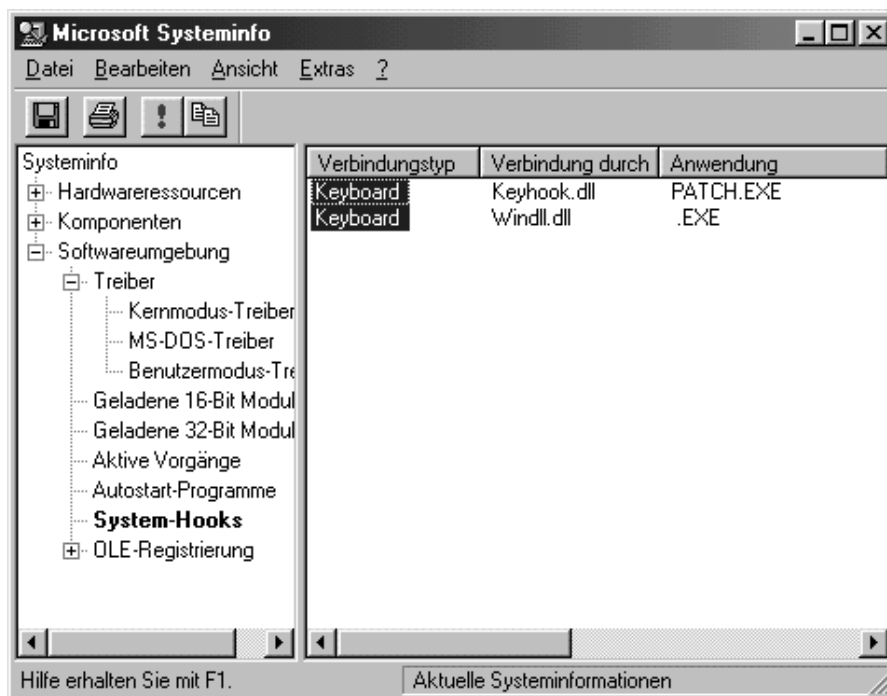 Microsoft Systeminfo
Datei Bearbeiten Ansicht Extras ?
Systeminfo
Hardwareressourcen
Komponenten
Softwareumgebung
Treiber
Kernmodus-Treiber
MS-DOS-Treiber
Benutzermodus-Tre
Geladene 16-Bit Modul
Geladene 32-Bit Modul
Aktive Vorgänge
Autostart-Programme
System-Hooks
OLE-Registrierung
Verbindungstyp Verbindung durch Anwendung
Keyboard Keyhook.dll PATCH.EXE
Keyboard Windll.dll .EXE
Hilfe erhalten Sie mit F1. Aktuelle Systeminformationen